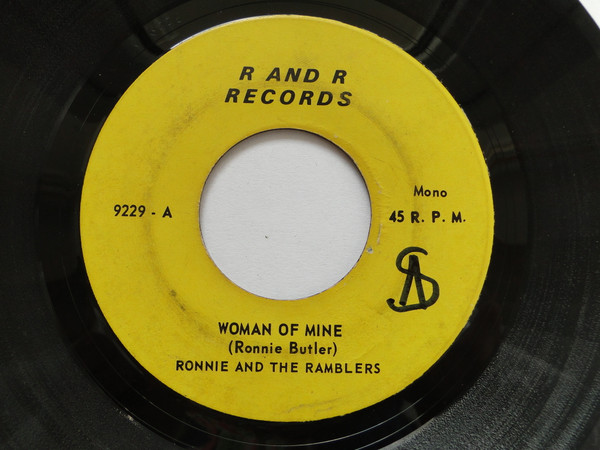 R AND R
RECORDS
9229 - A
Mono
45 R. P. M.
WOMAN OF MINE
(Ronnie Butler)
RONNIE AND THE RAMBLERS